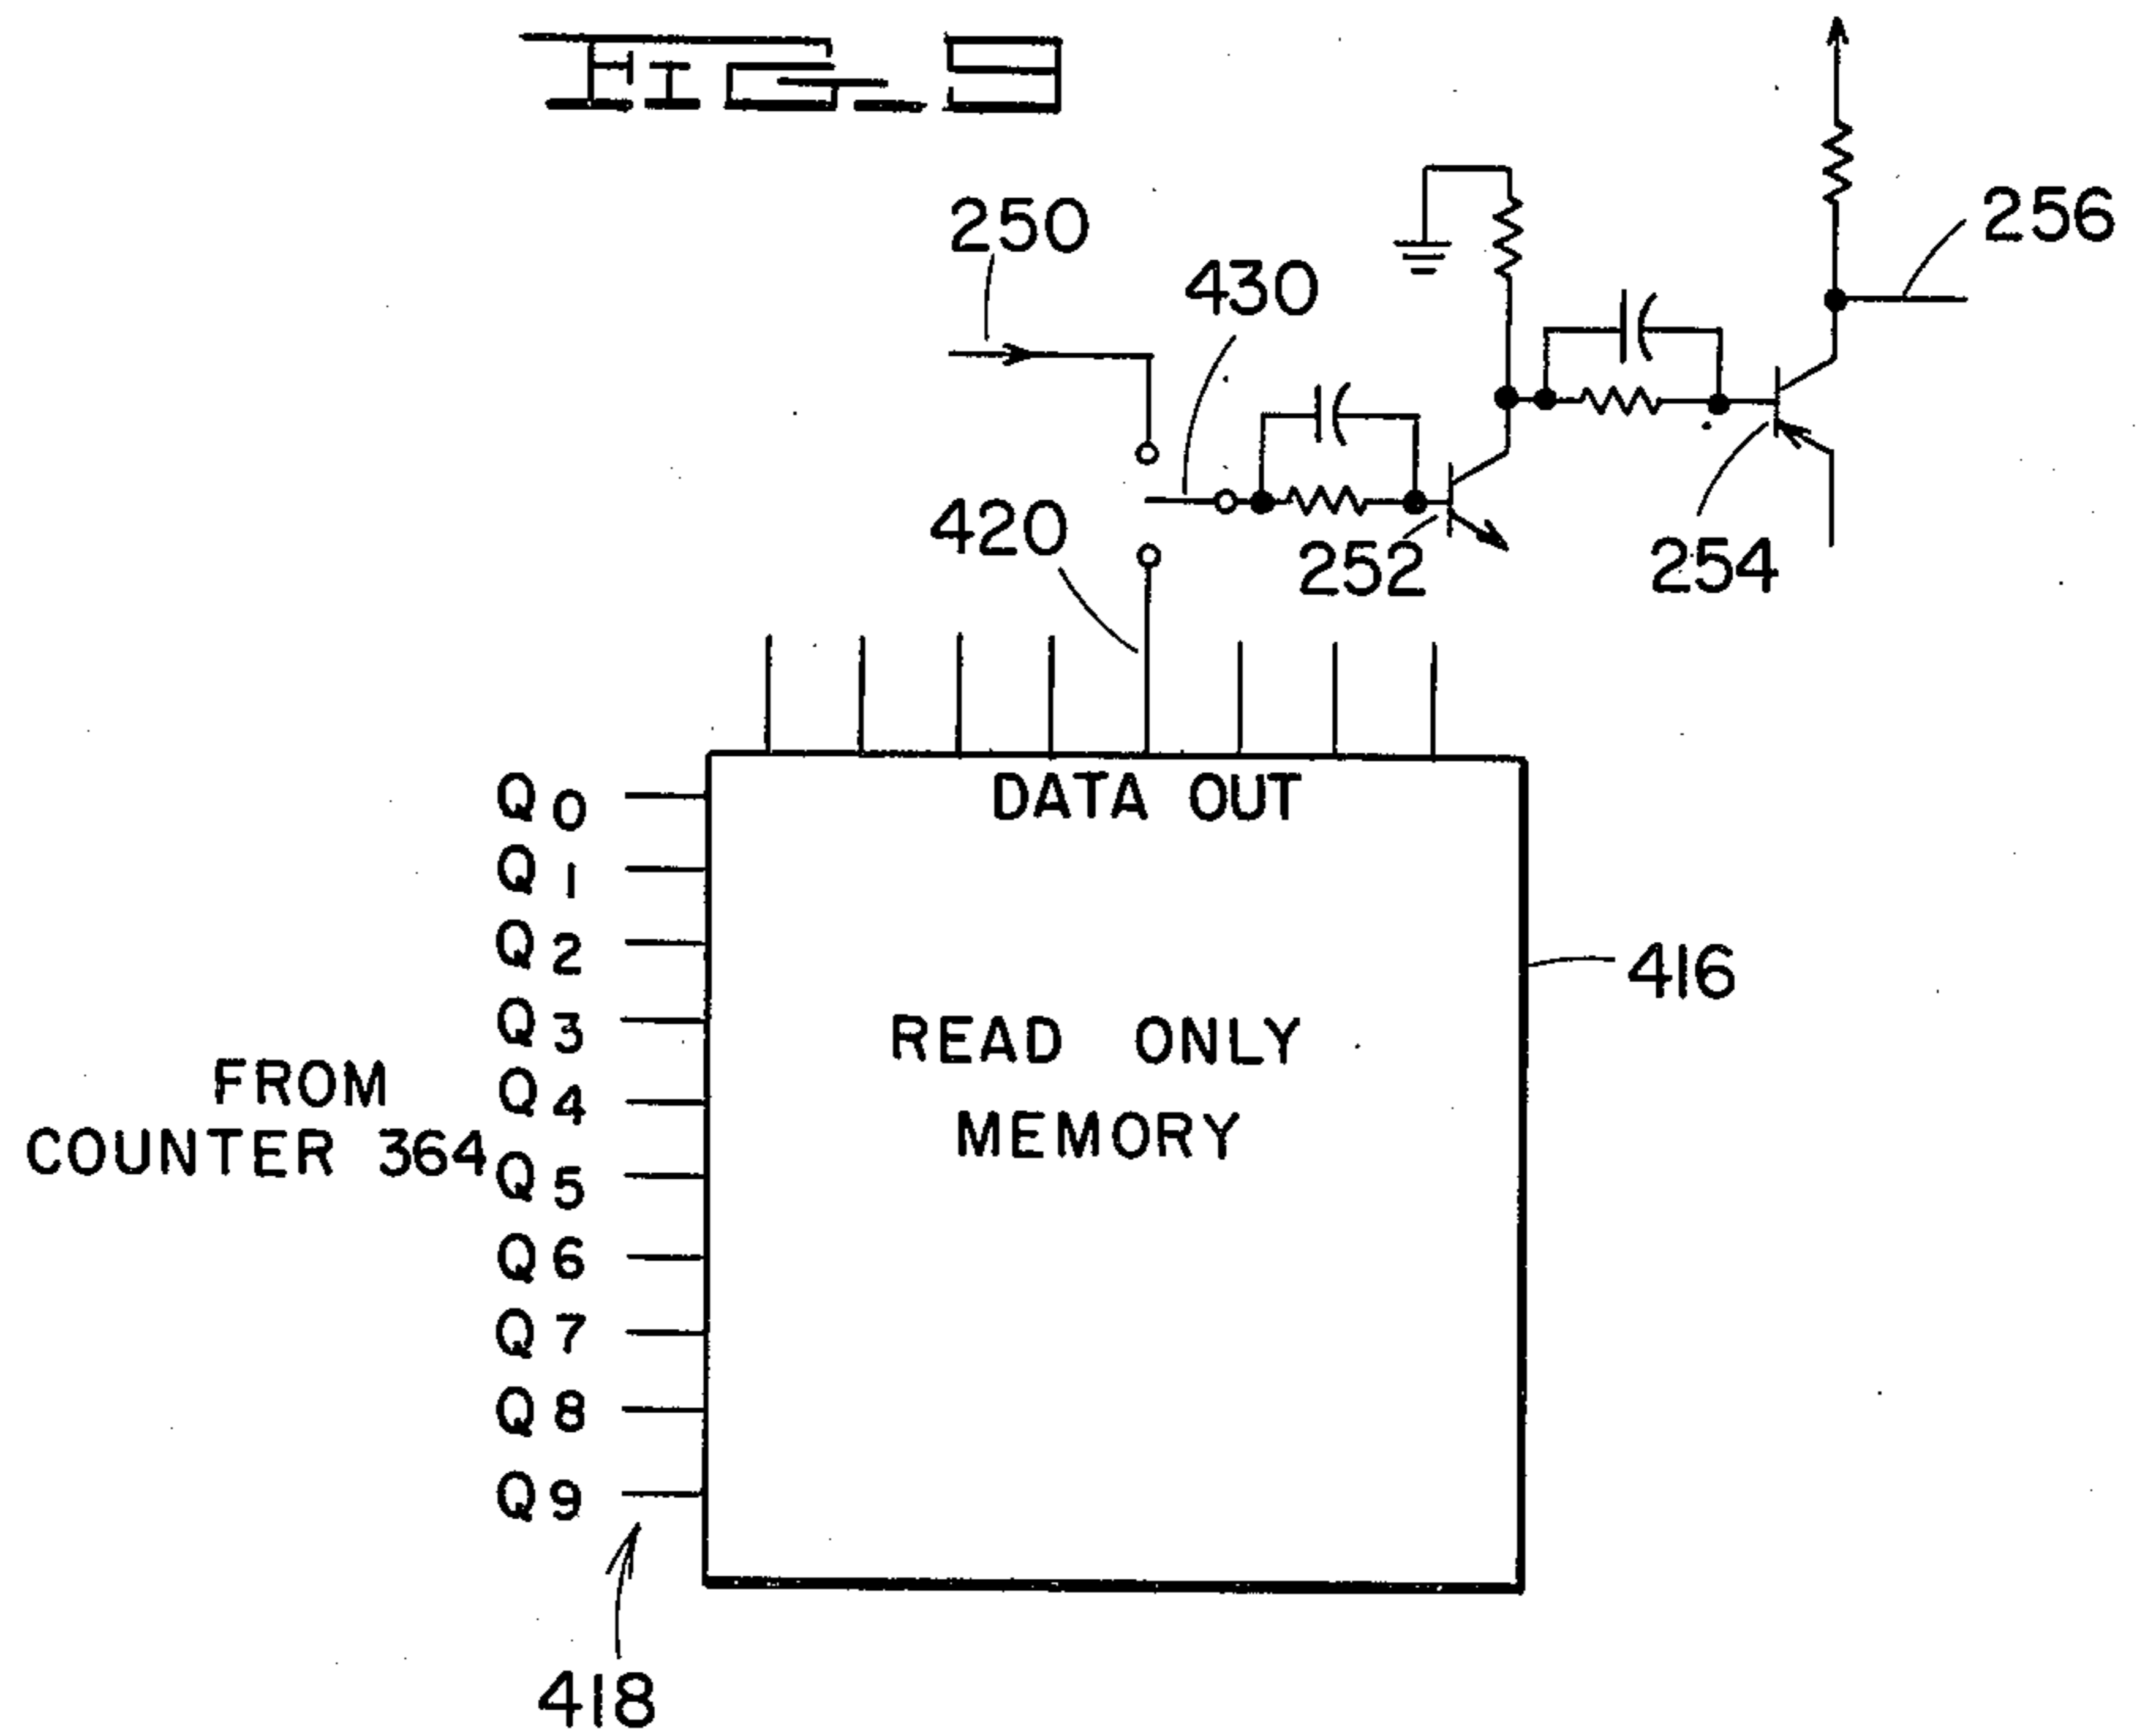 FIG_9
250
256
430
420
252
254
DATA OUT
Q0
Q1
Q2
416
Q3
READ ONLY
FROM
Q4
MEMORY
COUNTER 364
Q5
Q6
Q7
Q8
Q9
418